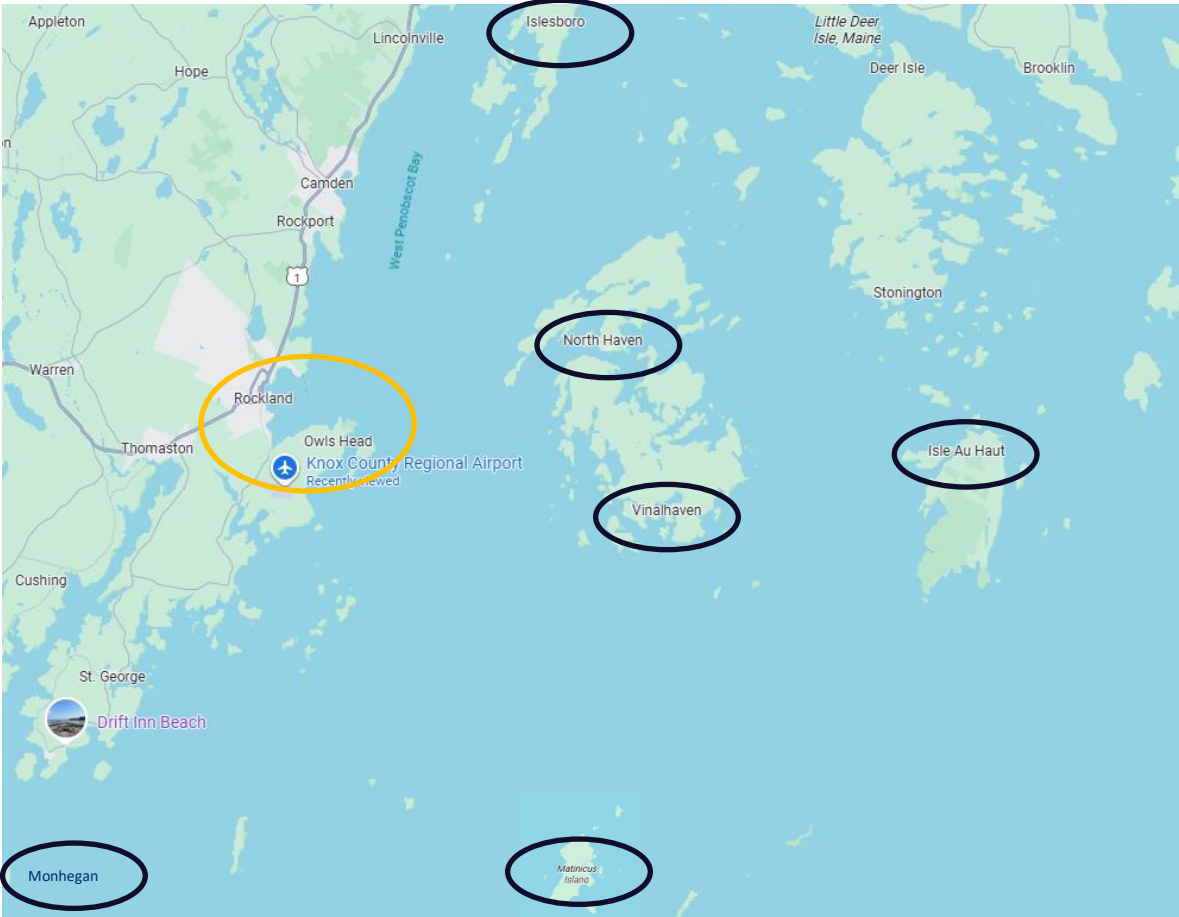 Appleton
Islesboro
Little Deer
Isle, Maine
Lincolnville
Hope
Deer Isle
Brooklin
n
Camden
Rockport
West Penobscot Bay
1
Stonington
North Haven
Warren
Rockland
Owls Head
Thomaston
Isle Au Haut
Knox County Regional Airport
Recently viewed
Vinalhaven
Cushing
St. George
Drift Inn Beach
Monhegan
Matinicus
Island